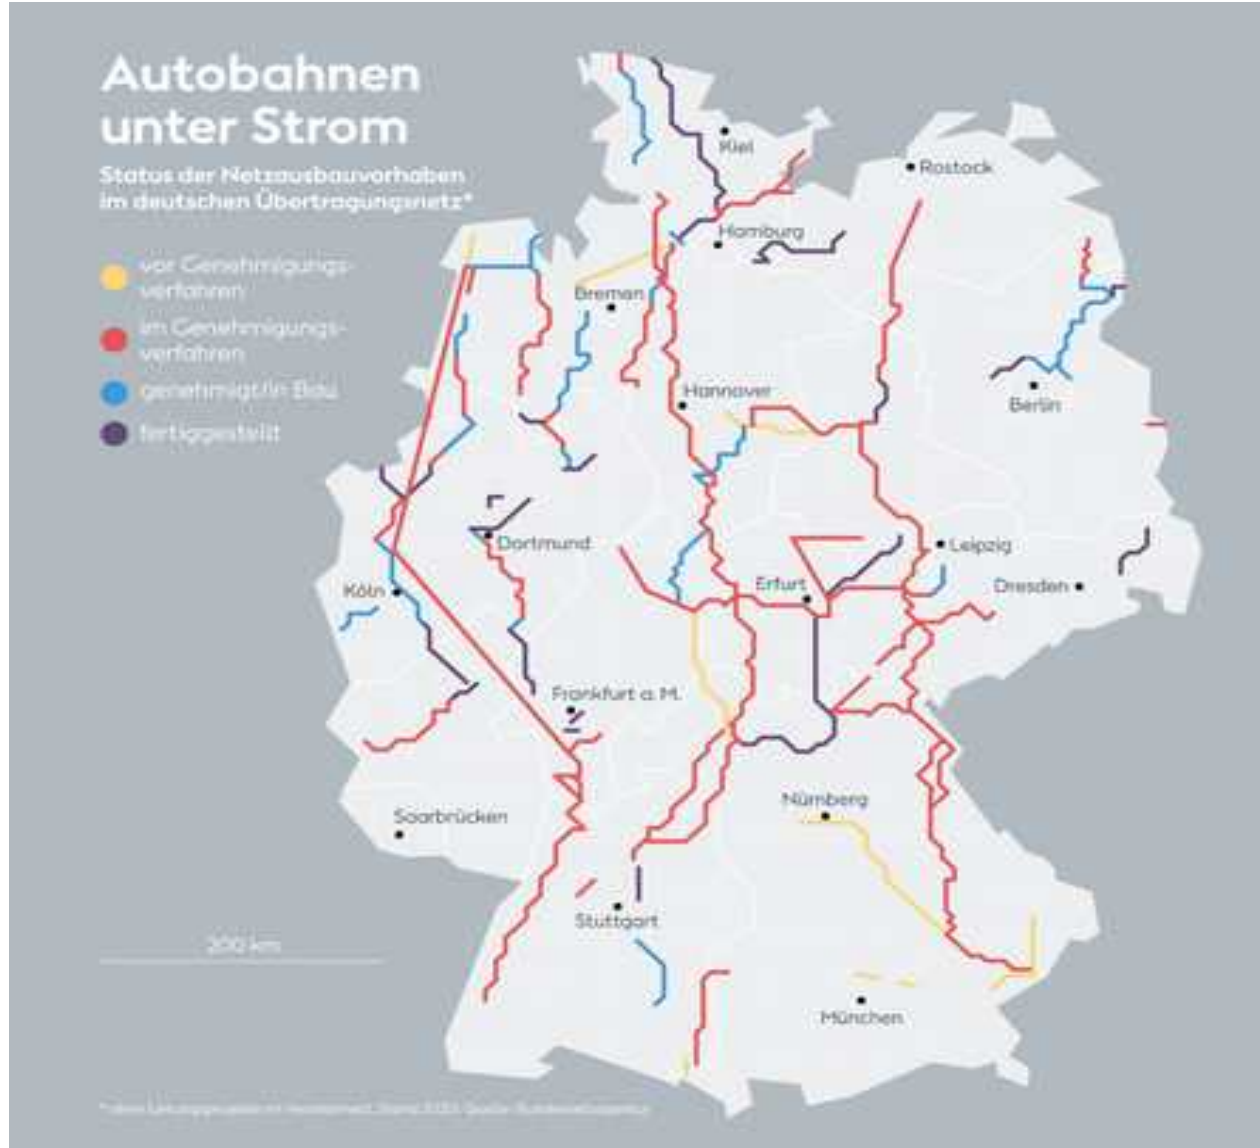 Autobahnen
unter Strom
Status der Netzausbauvorhaben
im deutschen Übertragungsnetz*
vor Genehmigungs-
verfahren
im Genehmigungs-
verfahren
genehmigt/in Bau
fertiggestellt
Kiel
Rostock
Hamburg
Bremen
Hannover
Berlin
Dortmund
Leipzig
Erfurt
Dresden
Köln
Frankfurt a. M.
Nürnberg
Saarbrücken
Stuttgart
200 km
München